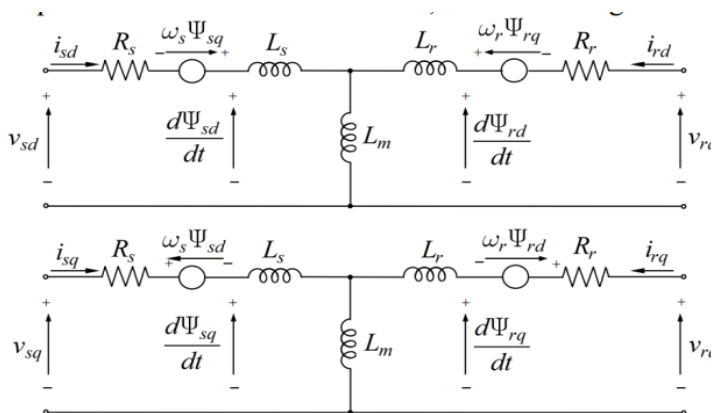 i_sd R_s − ω_sΨ_sq + L_s L_r + ω_rΨ_rq − R_r i_rd
+ + + +
v_sd dΨ_sd/dt L_m dΨ_rd/dt
− − − −
i_sq R_s + ω_sΨ_sd − L_s L_r − ω_rΨ_rd + R_r i_rq
+ + + +
v_sq dΨ_sq/dt L_m dΨ_rq/dt
− − − −